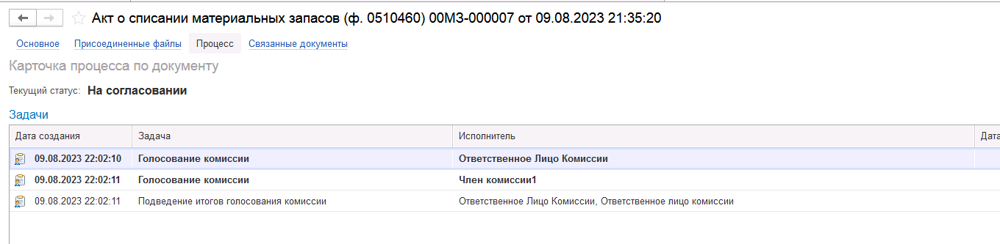 Акт о списании материальных запасов (ф. 0510460) 00МЗ-000007 от 09.08.2023 21:35:20
Основное Присоединенные файлы Процесс Связанные документы
Карточка процесса по документу
Текущий статус: На согласовании
Задачи
Дата создания Задача Исполнитель Дата
09.08.2023 22:02:10 Голосование комиссии Ответственное Лицо Комиссии
09.08.2023 22:02:11 Голосование комиссии Член комиссии1
09.08.2023 22:02:11 Подведение итогов голосования комиссии Ответственное Лицо Комиссии, Ответственное лицо комиссии